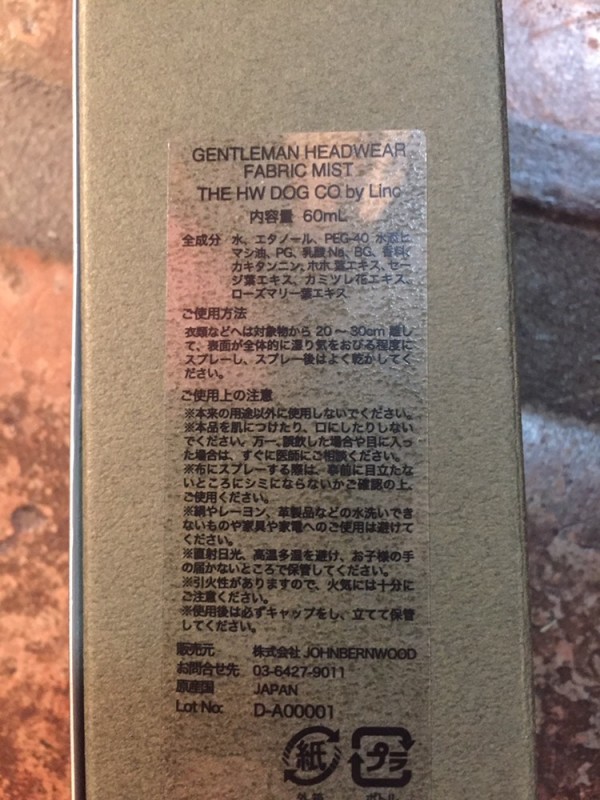 GENTLEMAN HEADWEAR
FABRIC MIST
THE HW DOG CO by Lino
内容量 60mL
全成分 水、エタノール、PEG-40 水添ヒ
マシ油、PG、乳酸Na、BG、香料、
カキタンニン、ホホ葉エキス、セー
ジ葉エキス、カミツレ花エキス、
ローズマリー葉エキス
ご使用方法
衣類などへは対象物から 20 〜 30cm 離し
て、表面が全体的に湿り気をおびる程度に
スプレーし、スプレー後はよく乾かしてく
ださい。
ご使用上の注意
※本来の用途以外に使用しないでください。
※本品を肌につけたり、口にしたりしない
でください。万一、誤飲した場合や目に入っ
た場合は、すぐに医師にご相談ください。
※布にスプレーする際は、事前に目立たな
いところにシミにならないかご確認の上、
ご使用ください。
※絹やレーヨン、革製品などの水洗いでき
ないものや家具や家電へのご使用は避けて
ください。
※直射日光、高温多湿を避け、お子様の手
の届かないところで保管してください。
※引火性がありますので、火気には十分に
ご注意ください。
※使用後は必ずキャップをし、立てて保管
してください。
販売元 株式会社 JOHNBERNWOOD
お問合せ先 03-6427-9011
原産国 JAPAN
Lot No: D-A00001
紙 プラ